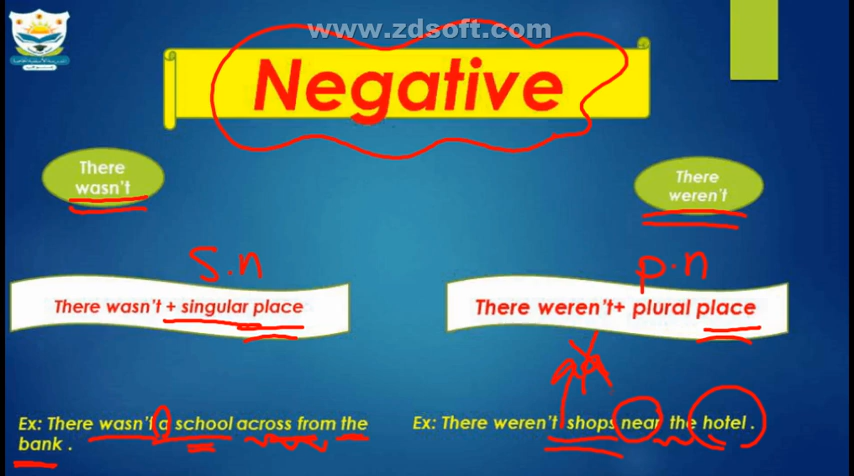 www.zdsoft.com
Negative
There
wasn't
There
weren't
S.n
p.n
There wasn't + singular place
There weren't+ plural place
Ex: There wasn't a school across from the
bank .
Ex: There weren't shops near the hotel .